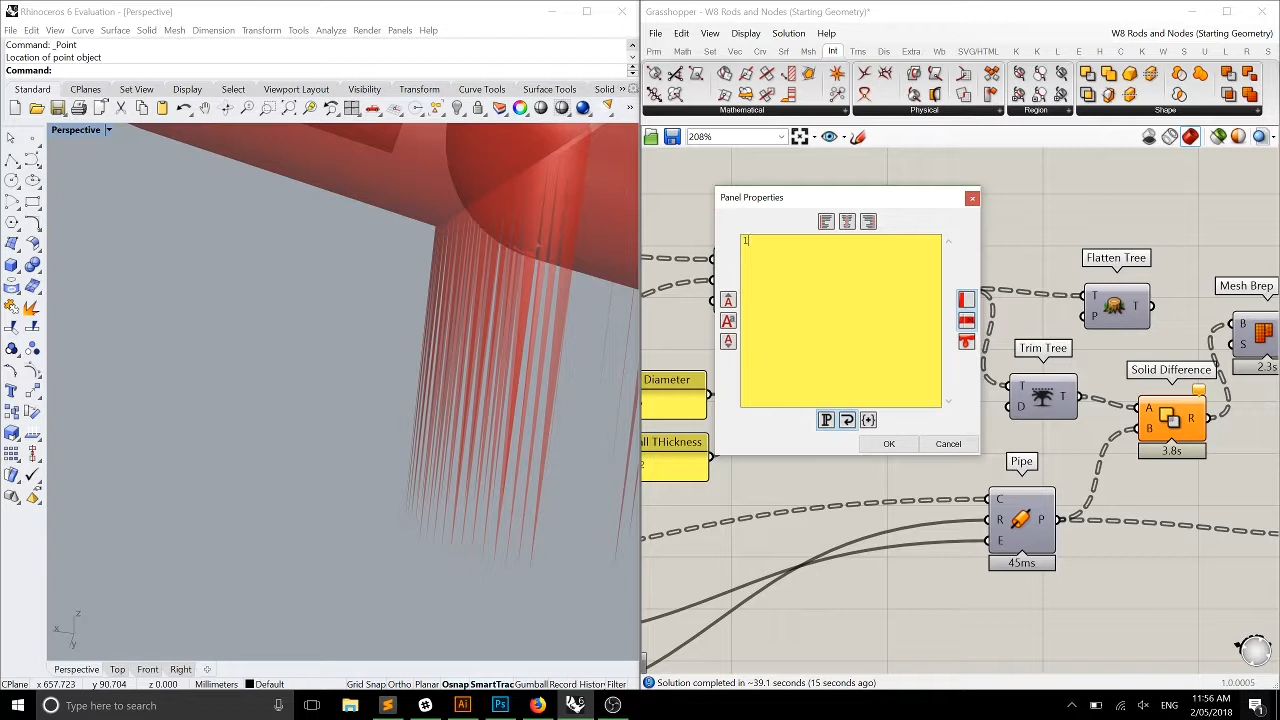 Rhinoceros 6 Evaluation - [Perspective]
File Edit View Curve Surface Solid Mesh Dimension Transform Tools Analyze Render Panels Help
Command: _Point
Location of point object
Command:
Standard CPlanes Set View Display Select Viewport Layout Visibility Transform Curve Tools Surface Tools Solid »
Perspective
z
x
y
Perspective Top Front Right
CPlane x 657.723 y 90.704 z 0.000 Millimeters Default Grid Snap Ortho Planar Osnap SmartTrac Gumball Record Histor Filter
Grasshopper - W8 Rods and Nodes (Starting Geometry)*
File Edit View Display Solution Help
W8 Rods and Nodes (Starting Geometry)*
Prm Math Set Vec Crv Srf Msh Int Trns Dis Extra Wb SVG/HTML K K L L M S U L
Mathematical Physical Region Shape
208%
Panel Properties
1
OK Cancel
Diameter
all THickness
2
Flatten Tree
T
P
T
Trim Tree
T
D
T
Solid Difference
A
B
R
3.8s
Mesh Brep
B
S
2.3s
Pipe
C
R
E
P
45ms
Solution completed in ~39.1 seconds (15 seconds ago)
1.0.0005
Type here to search
ENG
11:56 AM
2/05/2018